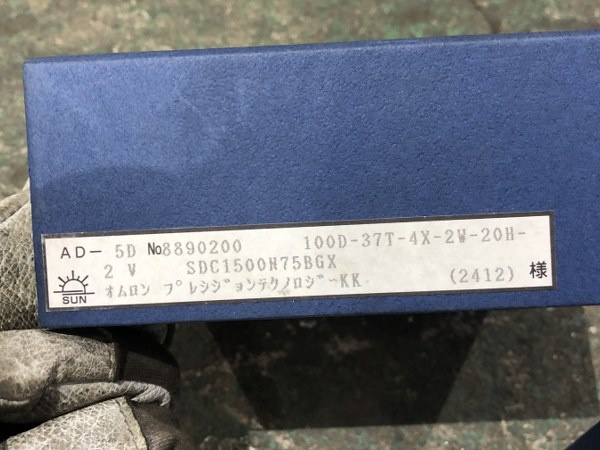 AD- 5D №8890200 100D-37T-4X-2W-20H-
2 V SDC1500N75BGX
オムロン プレシジョンテクノロジーKK (2412) 様
SUN